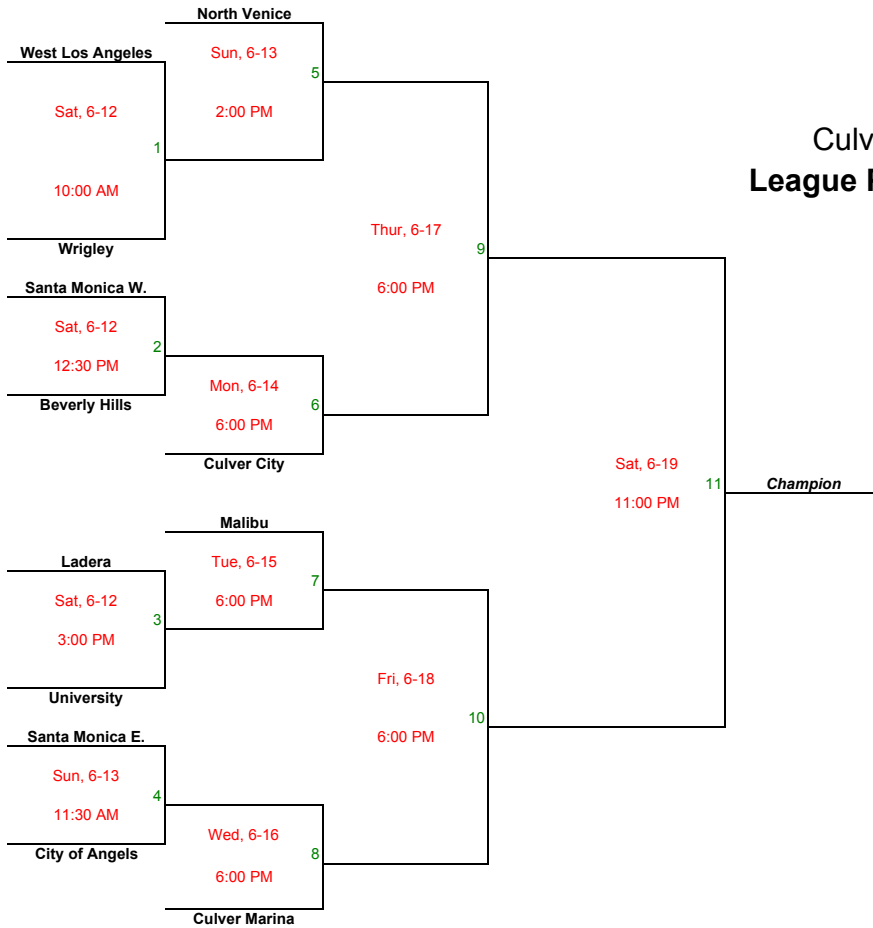 North Venice
West Los Angeles
Sun, 6-13
5
Sat, 6-12
2:00 PM
1
10:00 AM
Wrigley
League
Thur, 6-17
9
6:00 PM
Santa Monica W.
Sat, 6-12
2
12:30 PM
Beverly Hills
Mon, 6-14
6
6:00 PM
Culver City
Sat, 6-19
11
Champion
11:00 PM
Malibu
Ladera
Tue, 6-15
7
Sat, 6-12
6:00 PM
3
3:00 PM
University
Fri, 6-18
10
6:00 PM
Santa Monica E.
Sun, 6-13
4
11:30 AM
City of Angels
Wed, 6-16
8
6:00 PM
Culver Marina